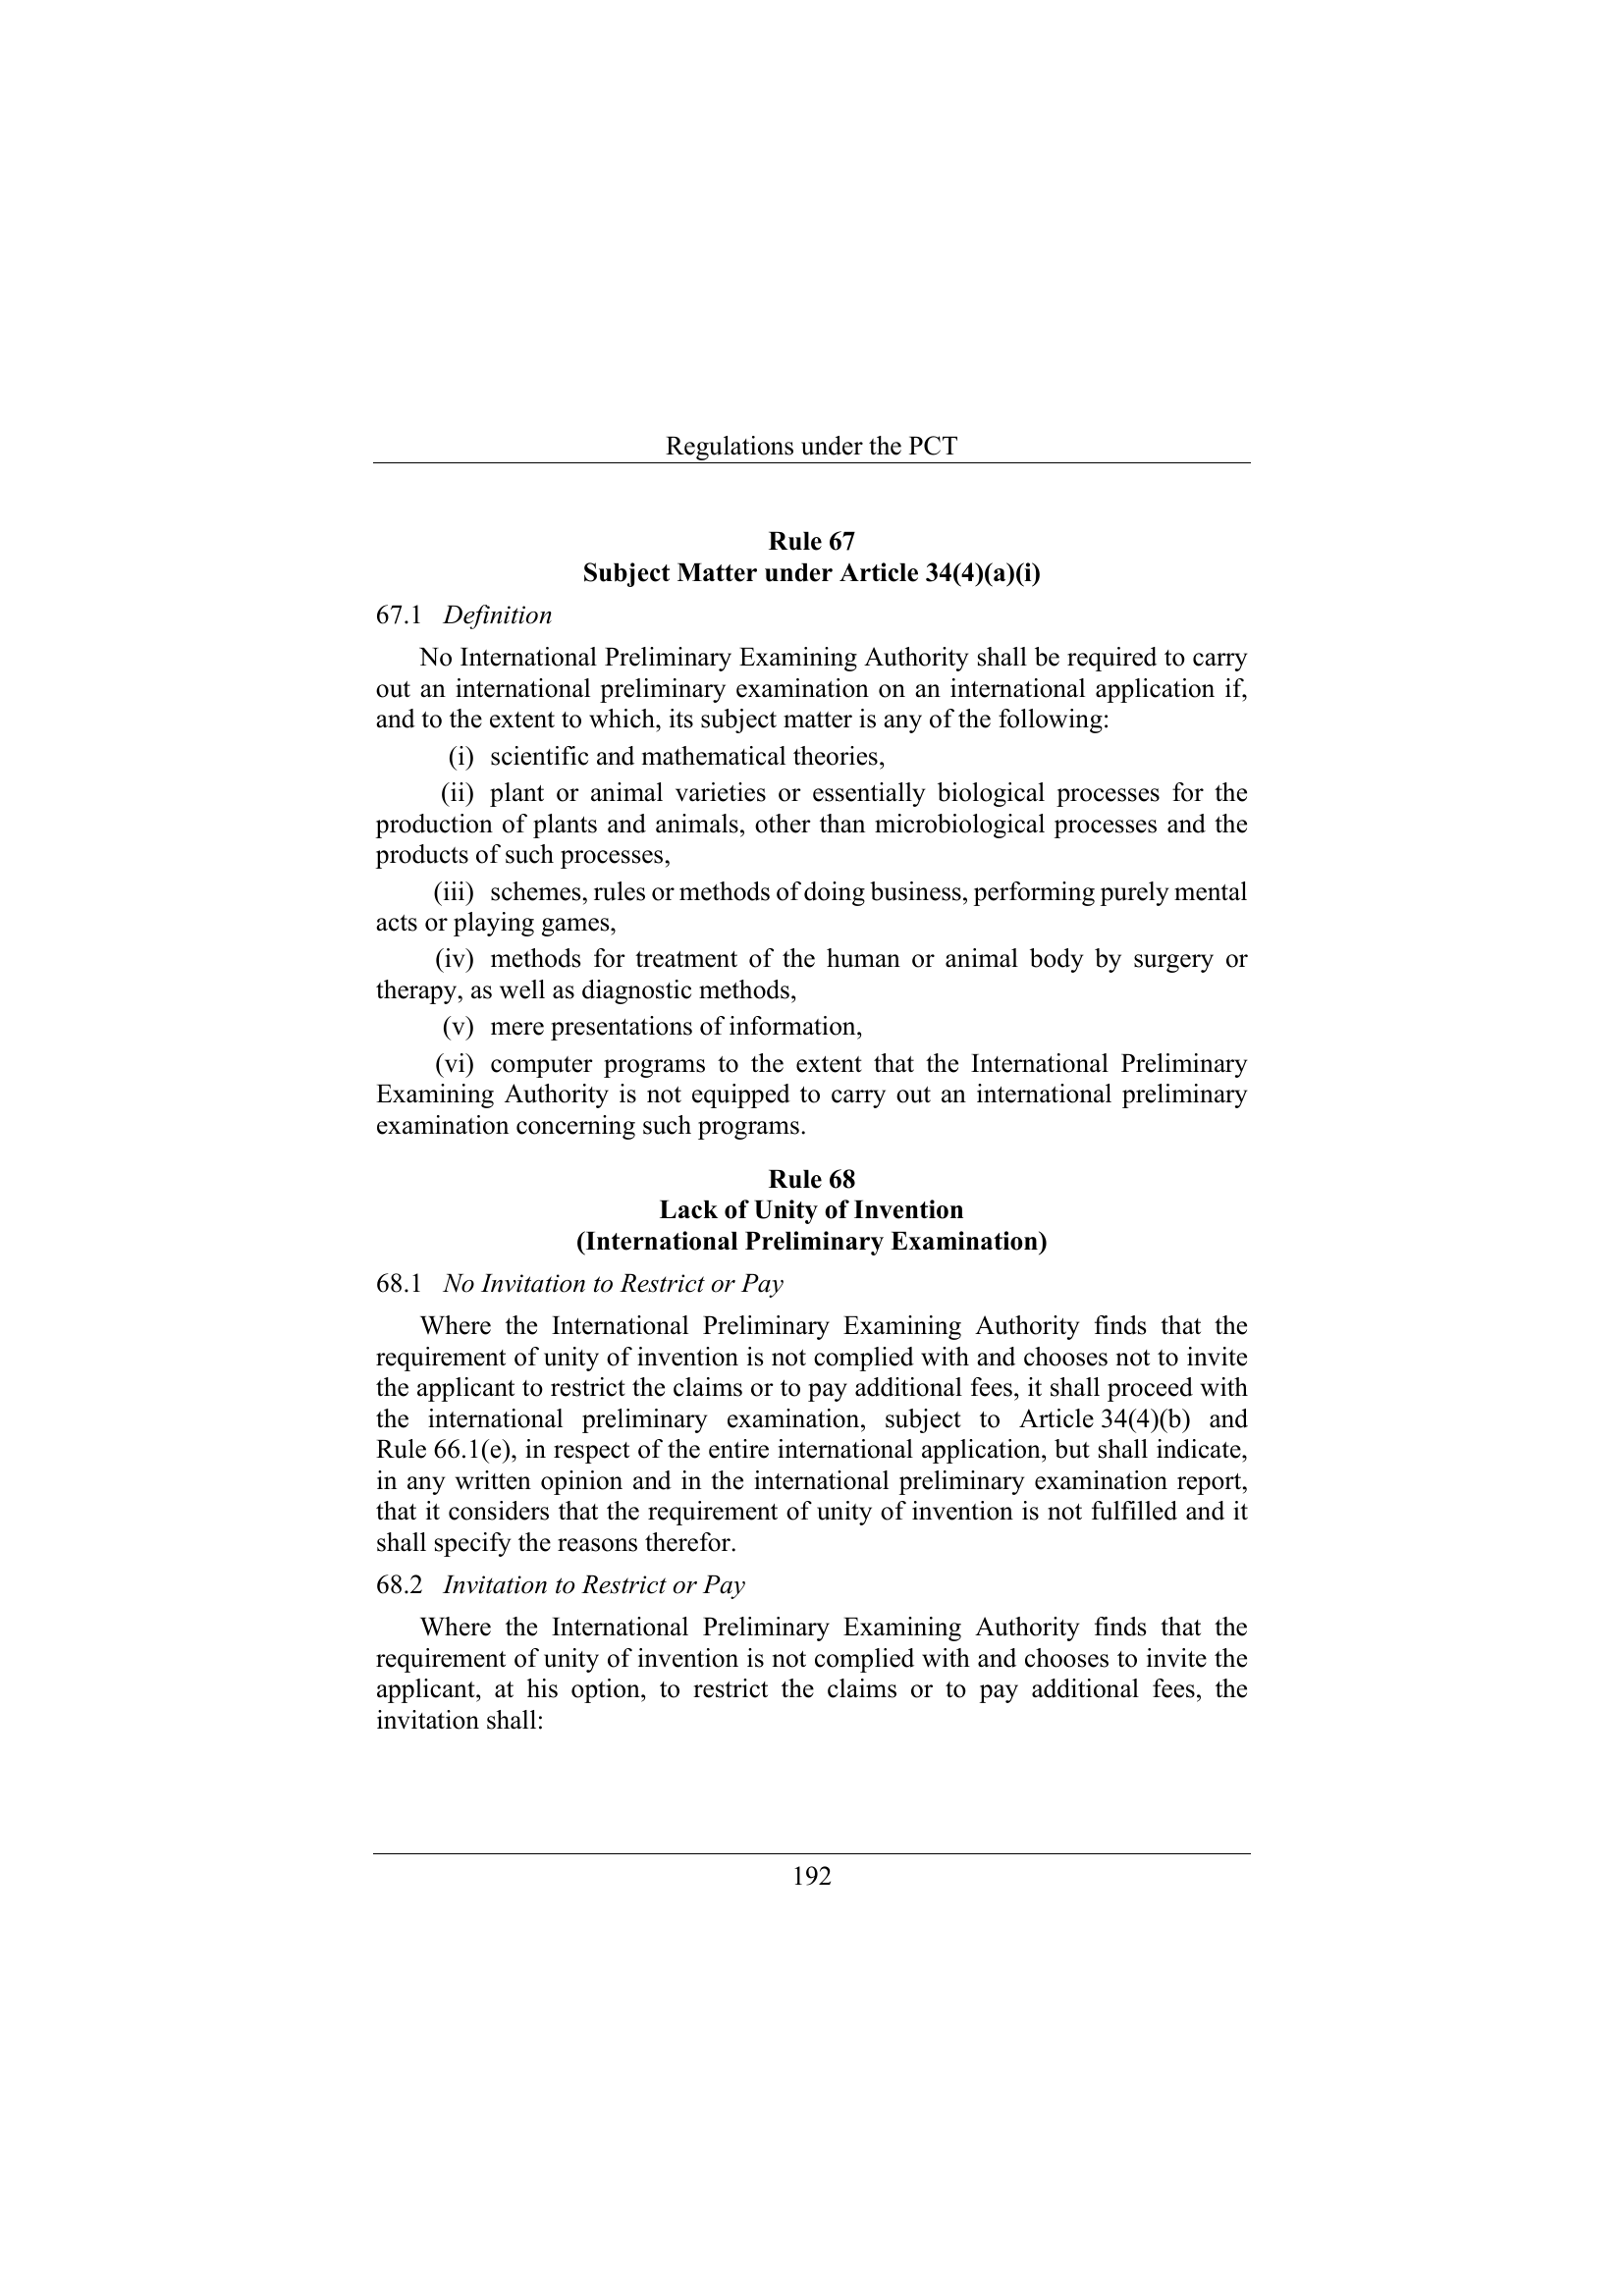 Regulations under the PCT
Rule 67
Subject Matter under Article 34(4)(a)(i)
67.1 Definition
No International Preliminary Examining Authority shall be required to carry
out an international preliminary examination on an international application if,
and to the extent to which, its subject matter is any of the following:
(i) scientific and mathematical theories,
(ii) plant or animal varieties or essentially biological processes for the
production of plants and animals, other than microbiological processes and the
products of such processes,
(iii) schemes, rules or methods of doing business, performing purely mental
acts or playing games,
(iv) methods for treatment of the human or animal body by surgery or
therapy, as well as diagnostic methods,
(v) mere presentations of information,
(vi) computer programs to the extent that the International Preliminary
Examining Authority is not equipped to carry out an international preliminary
examination concerning such programs.
Rule 68
Lack of Unity of Invention
(International Preliminary Examination)
68.1 No Invitation to Restrict or Pay
Where the International Preliminary Examining Authority finds that the
requirement of unity of invention is not complied with and chooses not to invite
the applicant to restrict the claims or to pay additional fees, it shall proceed with
the international preliminary examination, subject to Article 34(4)(b) and
Rule 66.1(e), in respect of the entire international application, but shall indicate,
in any written opinion and in the international preliminary examination report,
that it considers that the requirement of unity of invention is not fulfilled and it
shall specify the reasons therefor.
68.2 Invitation to Restrict or Pay
Where the International Preliminary Examining Authority finds that the
requirement of unity of invention is not complied with and chooses to invite the
applicant, at his option, to restrict the claims or to pay additional fees, the
invitation shall:
192